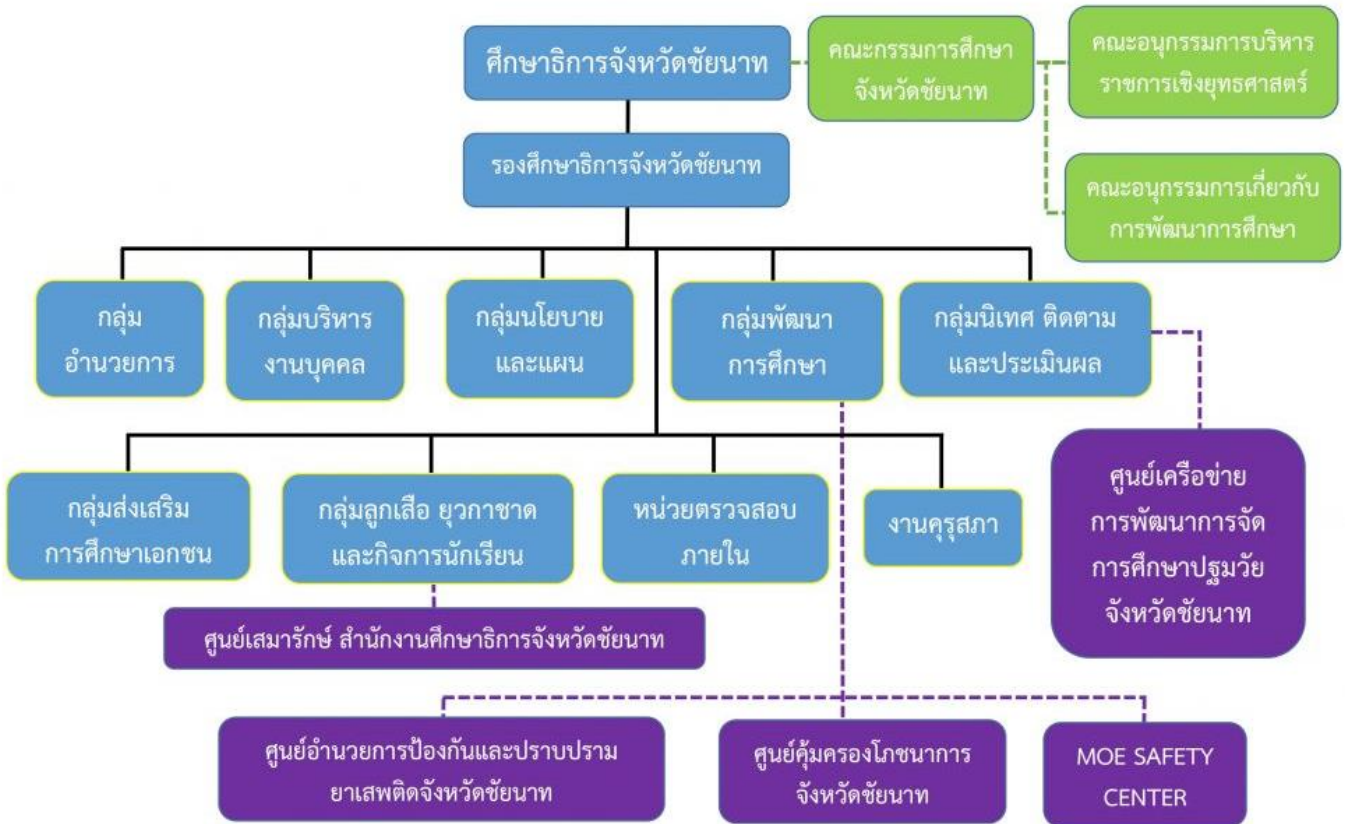 ศึกษาธิการจังหวัดชัยนาท
คณะกรรมการศึกษา
จังหวัดชัยนาท
คณะอนุกรรมการบริหาร
ราชการเชิงยุทธศาสตร์
รองศึกษาธิการจังหวัดชัยนาท
คณะอนุกรรมการเกี่ยวกับ
การพัฒนาการศึกษา
กลุ่ม
อำนวยการ
กลุ่มบริหาร
งานบุคคล
กลุ่มนโยบาย
และแผน
กลุ่มพัฒนา
การศึกษา
กลุ่มนิเทศ ติดตาม
และประเมินผล
กลุ่มส่งเสริม
การศึกษาเอกชน
กลุ่มลูกเสือ ยุวกาชาด
และกิจการนักเรียน
หน่วยตรวจสอบ
ภายใน
งานคุรุสภา
ศูนย์เครือข่าย
การพัฒนาการจัด
การศึกษาปฐมวัย
จังหวัดชัยนาท
ศูนย์เสมารักษ์ สำนักงานศึกษาธิการจังหวัดชัยนาท
ศูนย์อำนวยการป้องกันและปราบปราม
ยาเสพติดจังหวัดชัยนาท
ศูนย์คุ้มครองโภชนาการ
จังหวัดชัยนาท
MOE SAFETY
CENTER